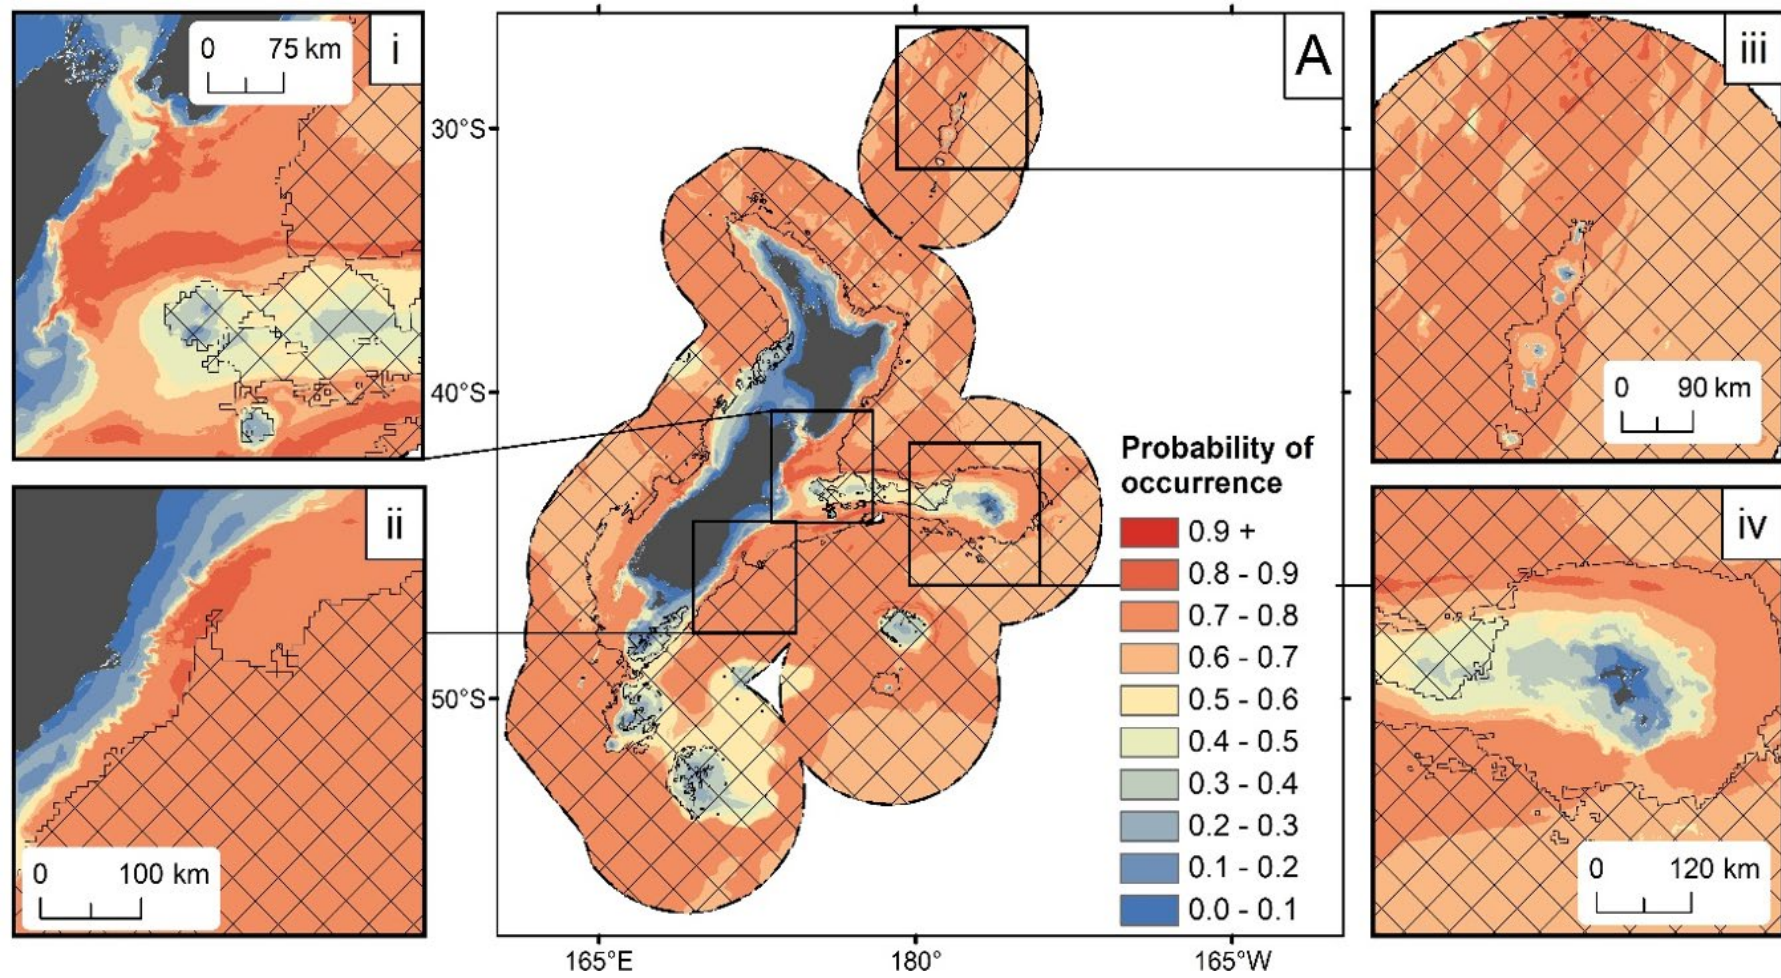 0 75 km
i
A
iii
30°S
40°S
50°S
0 90 km
ii
0 100 km
iv
0 120 km
Probability of
occurrence
0.9 +
0.8 - 0.9
0.7 - 0.8
0.6 - 0.7
0.5 - 0.6
0.4 - 0.5
0.3 - 0.4
0.2 - 0.3
0.1 - 0.2
0.0 - 0.1
165°E
180°
165°W